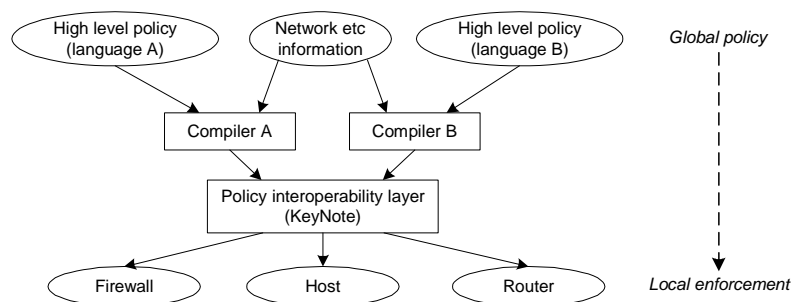 High level policy
(language A)
Network etc
information
High level policy
(language B)
Global policy
Compiler A
Compiler B
Policy interoperability layer
(KeyNote)
Firewall
Host
Router
Local enforcement